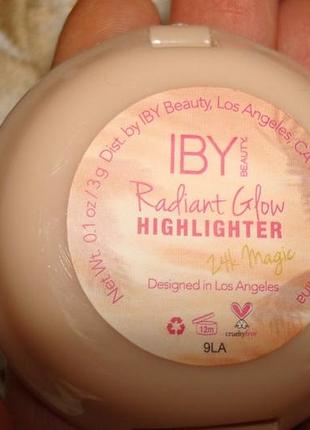 Net Wt. 0.1 oz / 3g Dist. by IBY Beauty, Los Angeles, CA
IBY
BEAUTY.
Radiant Glow
HIGHLIGHTER
24k Magic
Designed in Los Angeles
12m
crueltyfree
9LA